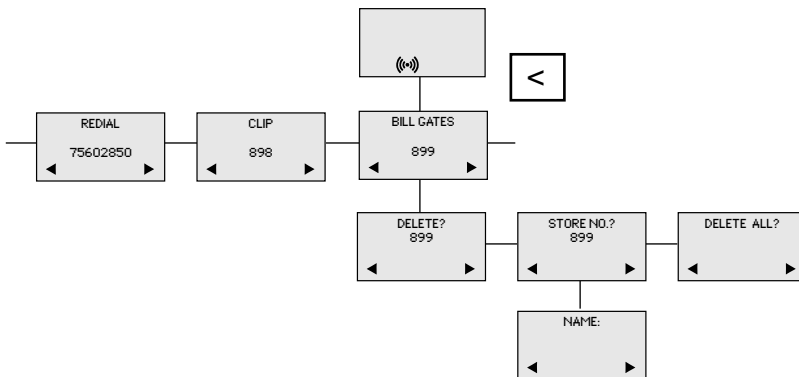 <
REDIAL
75602850
CLIP
898
BILL GATES
899
DELETE?
899
STORE NO.?
899
DELETE ALL?
NAME: